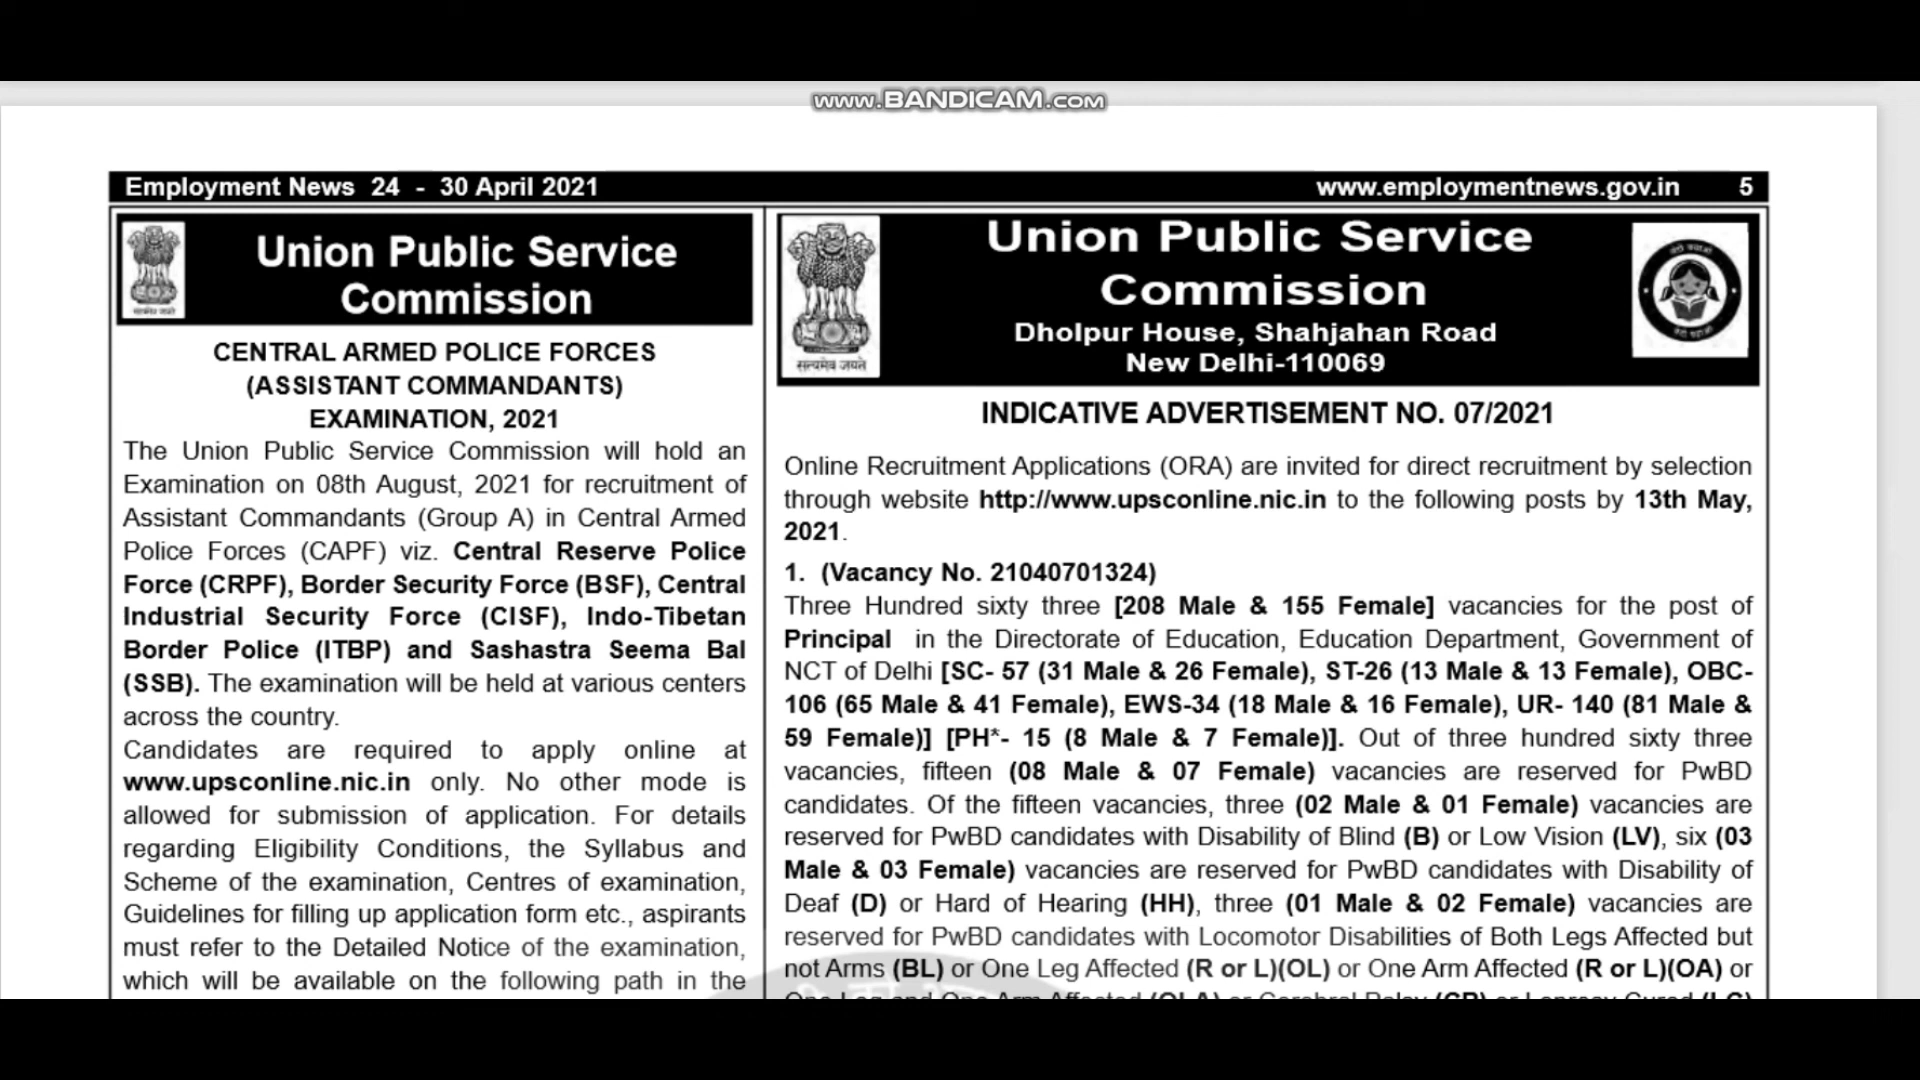 www.BANDICAM.com
Employment News 24 - 30 April 2021
www.employmentnews.gov.in 5
Union Public Service
Commission
CENTRAL ARMED POLICE FORCES
(ASSISTANT COMMANDANTS)
EXAMINATION, 2021
The Union Public Service Commission will hold an
Examination on 08th August, 2021 for recruitment of
Assistant Commandants (Group A) in Central Armed
Police Forces (CAPF) viz. Central Reserve Police
Force (CRPF), Border Security Force (BSF), Central
Industrial Security Force (CISF), Indo-Tibetan
Border Police (ITBP) and Sashastra Seema Bal
(SSB). The examination will be held at various centers
across the country.
Candidates are required to apply online at
www.upsconline.nic.in only. No other mode is
allowed for submission of application. For details
regarding Eligibility Conditions, the Syllabus and
Scheme of the examination, Centres of examination,
Guidelines for filling up application form etc., aspirants
must refer to the Detailed Notice of the examination,
which will be available on the following path in the
सत्यमेव जयते
Union Public Service
Commission
Dholpur House, Shahjahan Road
New Delhi-110069
INDICATIVE ADVERTISEMENT NO. 07/2021
Online Recruitment Applications (ORA) are invited for direct recruitment by selection
through website http://www.upsconline.nic.in to the following posts by 13th May,
2021.
1. (Vacancy No. 21040701324)
Three Hundred sixty three [208 Male & 155 Female] vacancies for the post of
Principal in the Directorate of Education, Education Department, Government of
NCT of Delhi [SC- 57 (31 Male & 26 Female), ST-26 (13 Male & 13 Female), OBC-
106 (65 Male & 41 Female), EWS-34 (18 Male & 16 Female), UR- 140 (81 Male &
59 Female)] [PH*- 15 (8 Male & 7 Female)]. Out of three hundred sixty three
vacancies, fifteen (08 Male & 07 Female) vacancies are reserved for PwBD
candidates. Of the fifteen vacancies, three (02 Male & 01 Female) vacancies are
reserved for PwBD candidates with Disability of Blind (B) or Low Vision (LV), six (03
Male & 03 Female) vacancies are reserved for PwBD candidates with Disability of
Deaf (D) or Hard of Hearing (HH), three (01 Male & 02 Female) vacancies are
reserved for PwBD candidates with Locomotor Disabilities of Both Legs Affected but
not Arms (BL) or One Leg Affected (R or L)(OL) or One Arm Affected (R or L)(OA) or
One Leg and One Arm Affected (OLA) or Cerebral Palsy (CP) or Leprosy Cured (LC)